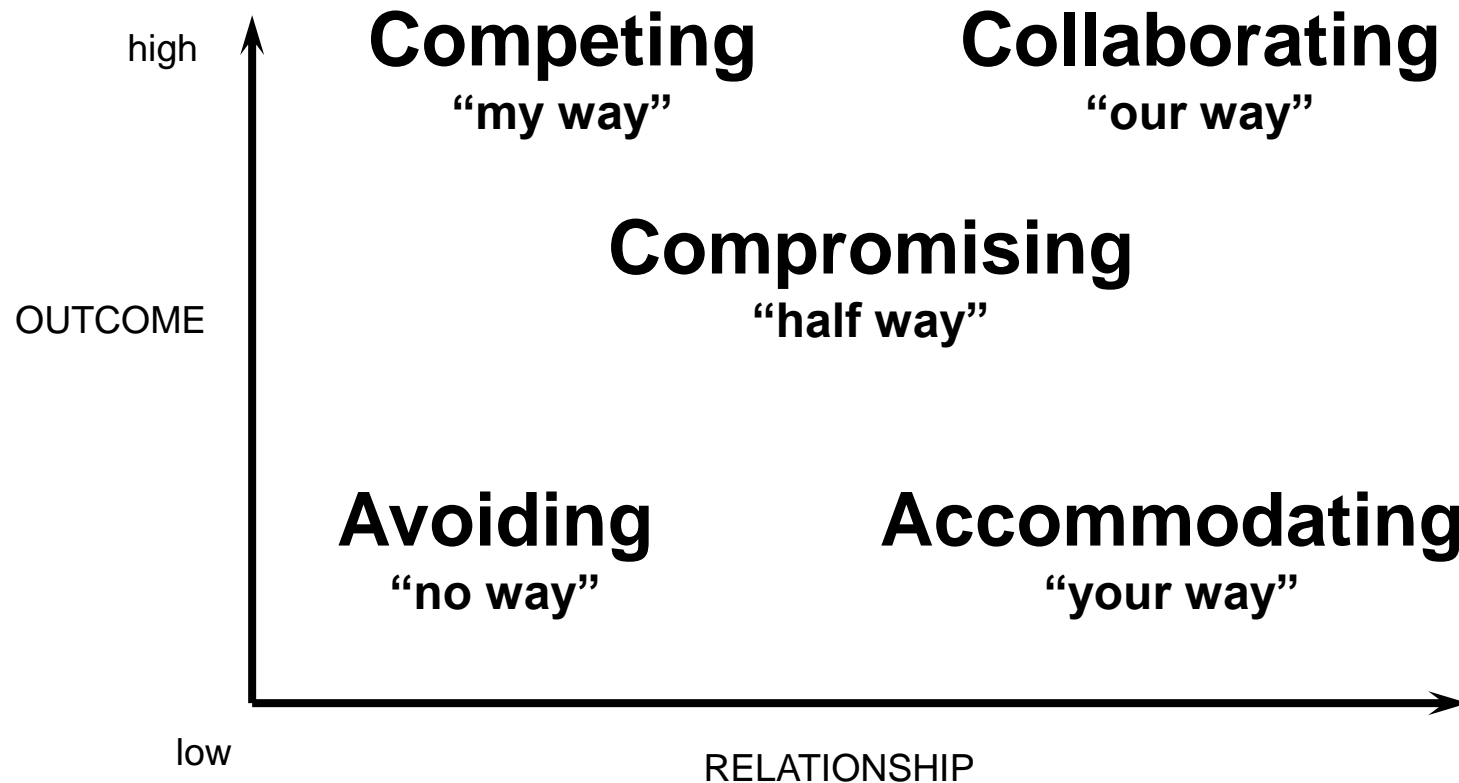 high
Competing
“my way”
Collaborating
“our way”
Compromising
“half way”
OUTCOME
Avoiding
“no way”
Accommodating
“your way”
low
RELATIONSHIP